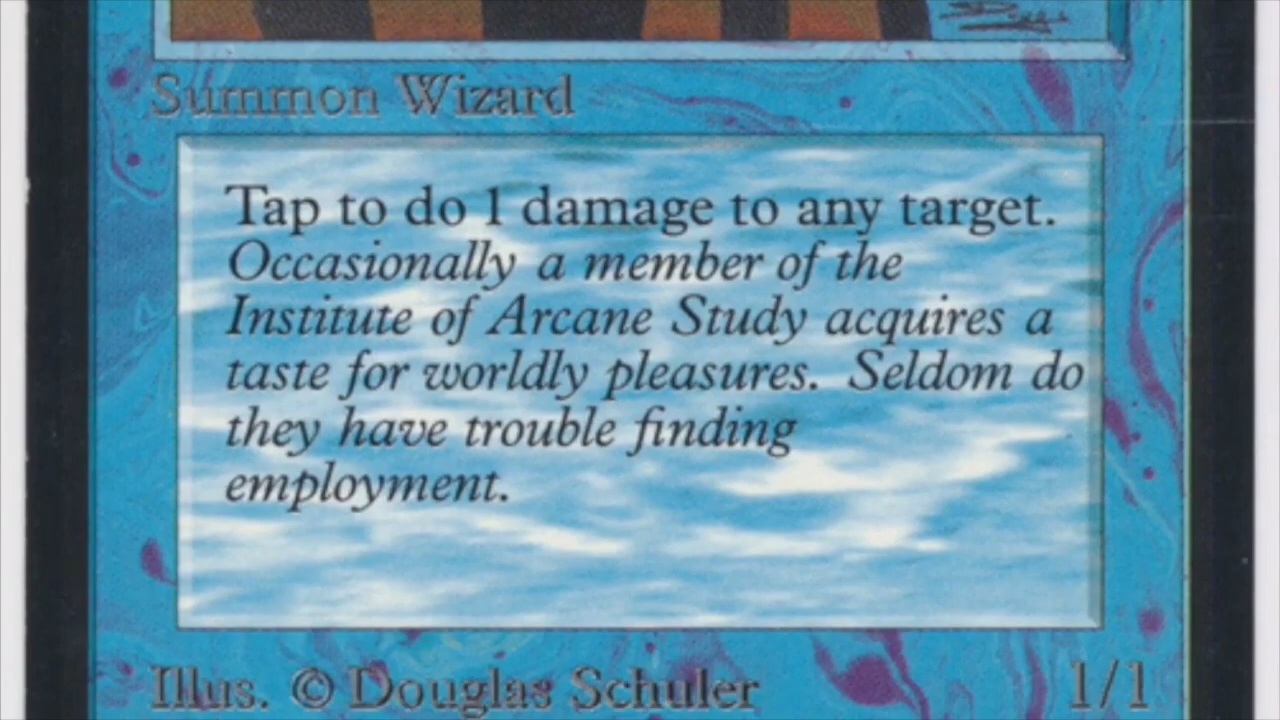 Summon Wizard
Tap to do 1 damage to any target.
Occasionally a member of the
Institute of Arcane Study acquires a
taste for worldly pleasures. Seldom do
they have trouble finding
employment.
Illus. © Douglas Schuler
1/1